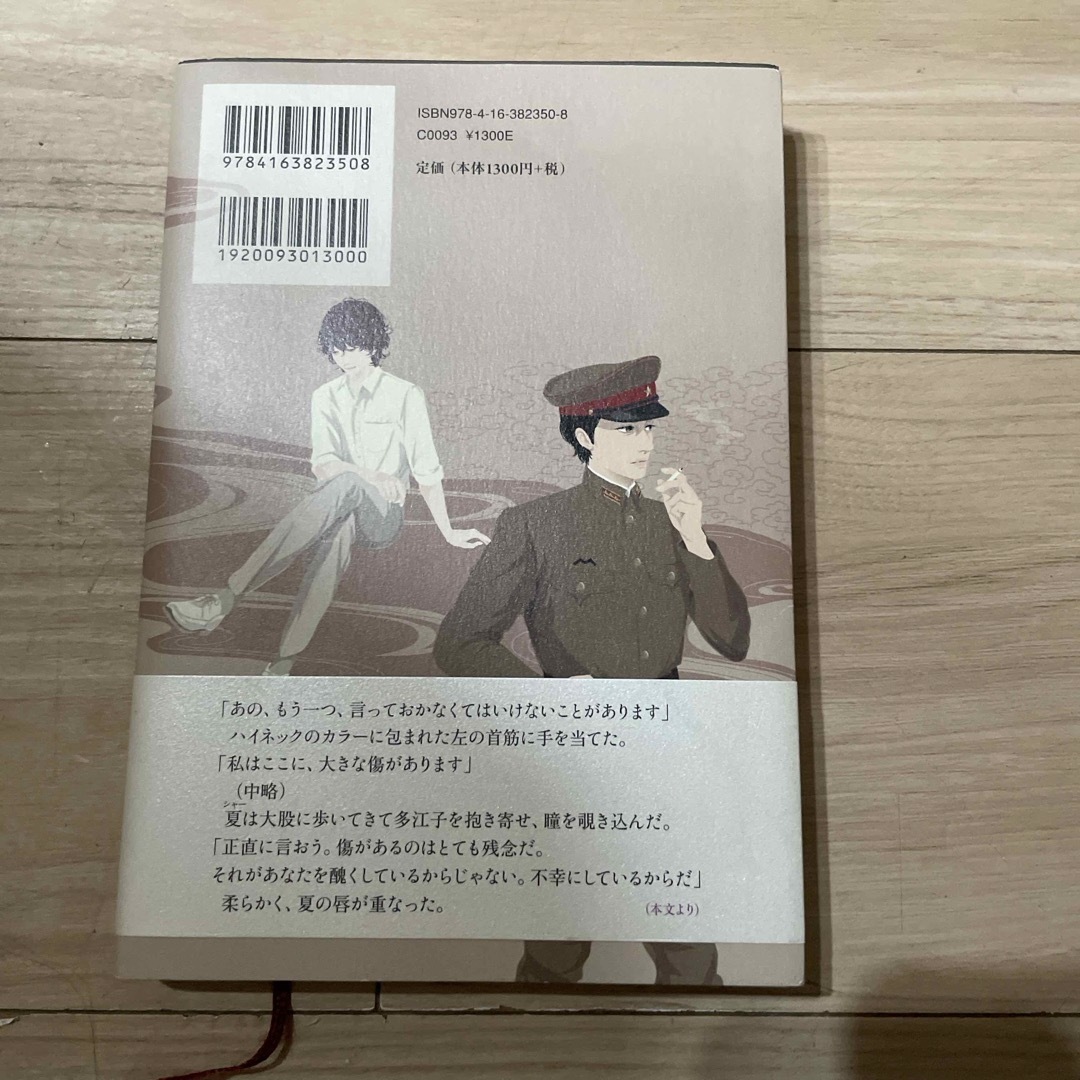 ISBN978-4-16-382350-8
C0093 ¥1300E
定価(本体1300円+税)
9784163823508
1920093013000
「あの、もう一つ、言っておかなくてはいけないことがあります」
ハイネックのカラーに包まれた左の首筋に手を当てた。
「私はここに、大きな傷があります」
(中略)
シャー
夏は大股に歩いてきて多江子を抱き寄せ、瞳を覗き込んだ。
「正直に言おう。傷があるのはとても残念だ。
それがあなたを醜くしているからじゃない。不幸にしているからだ」
柔らかく、夏の唇が重なった。
(本文より)